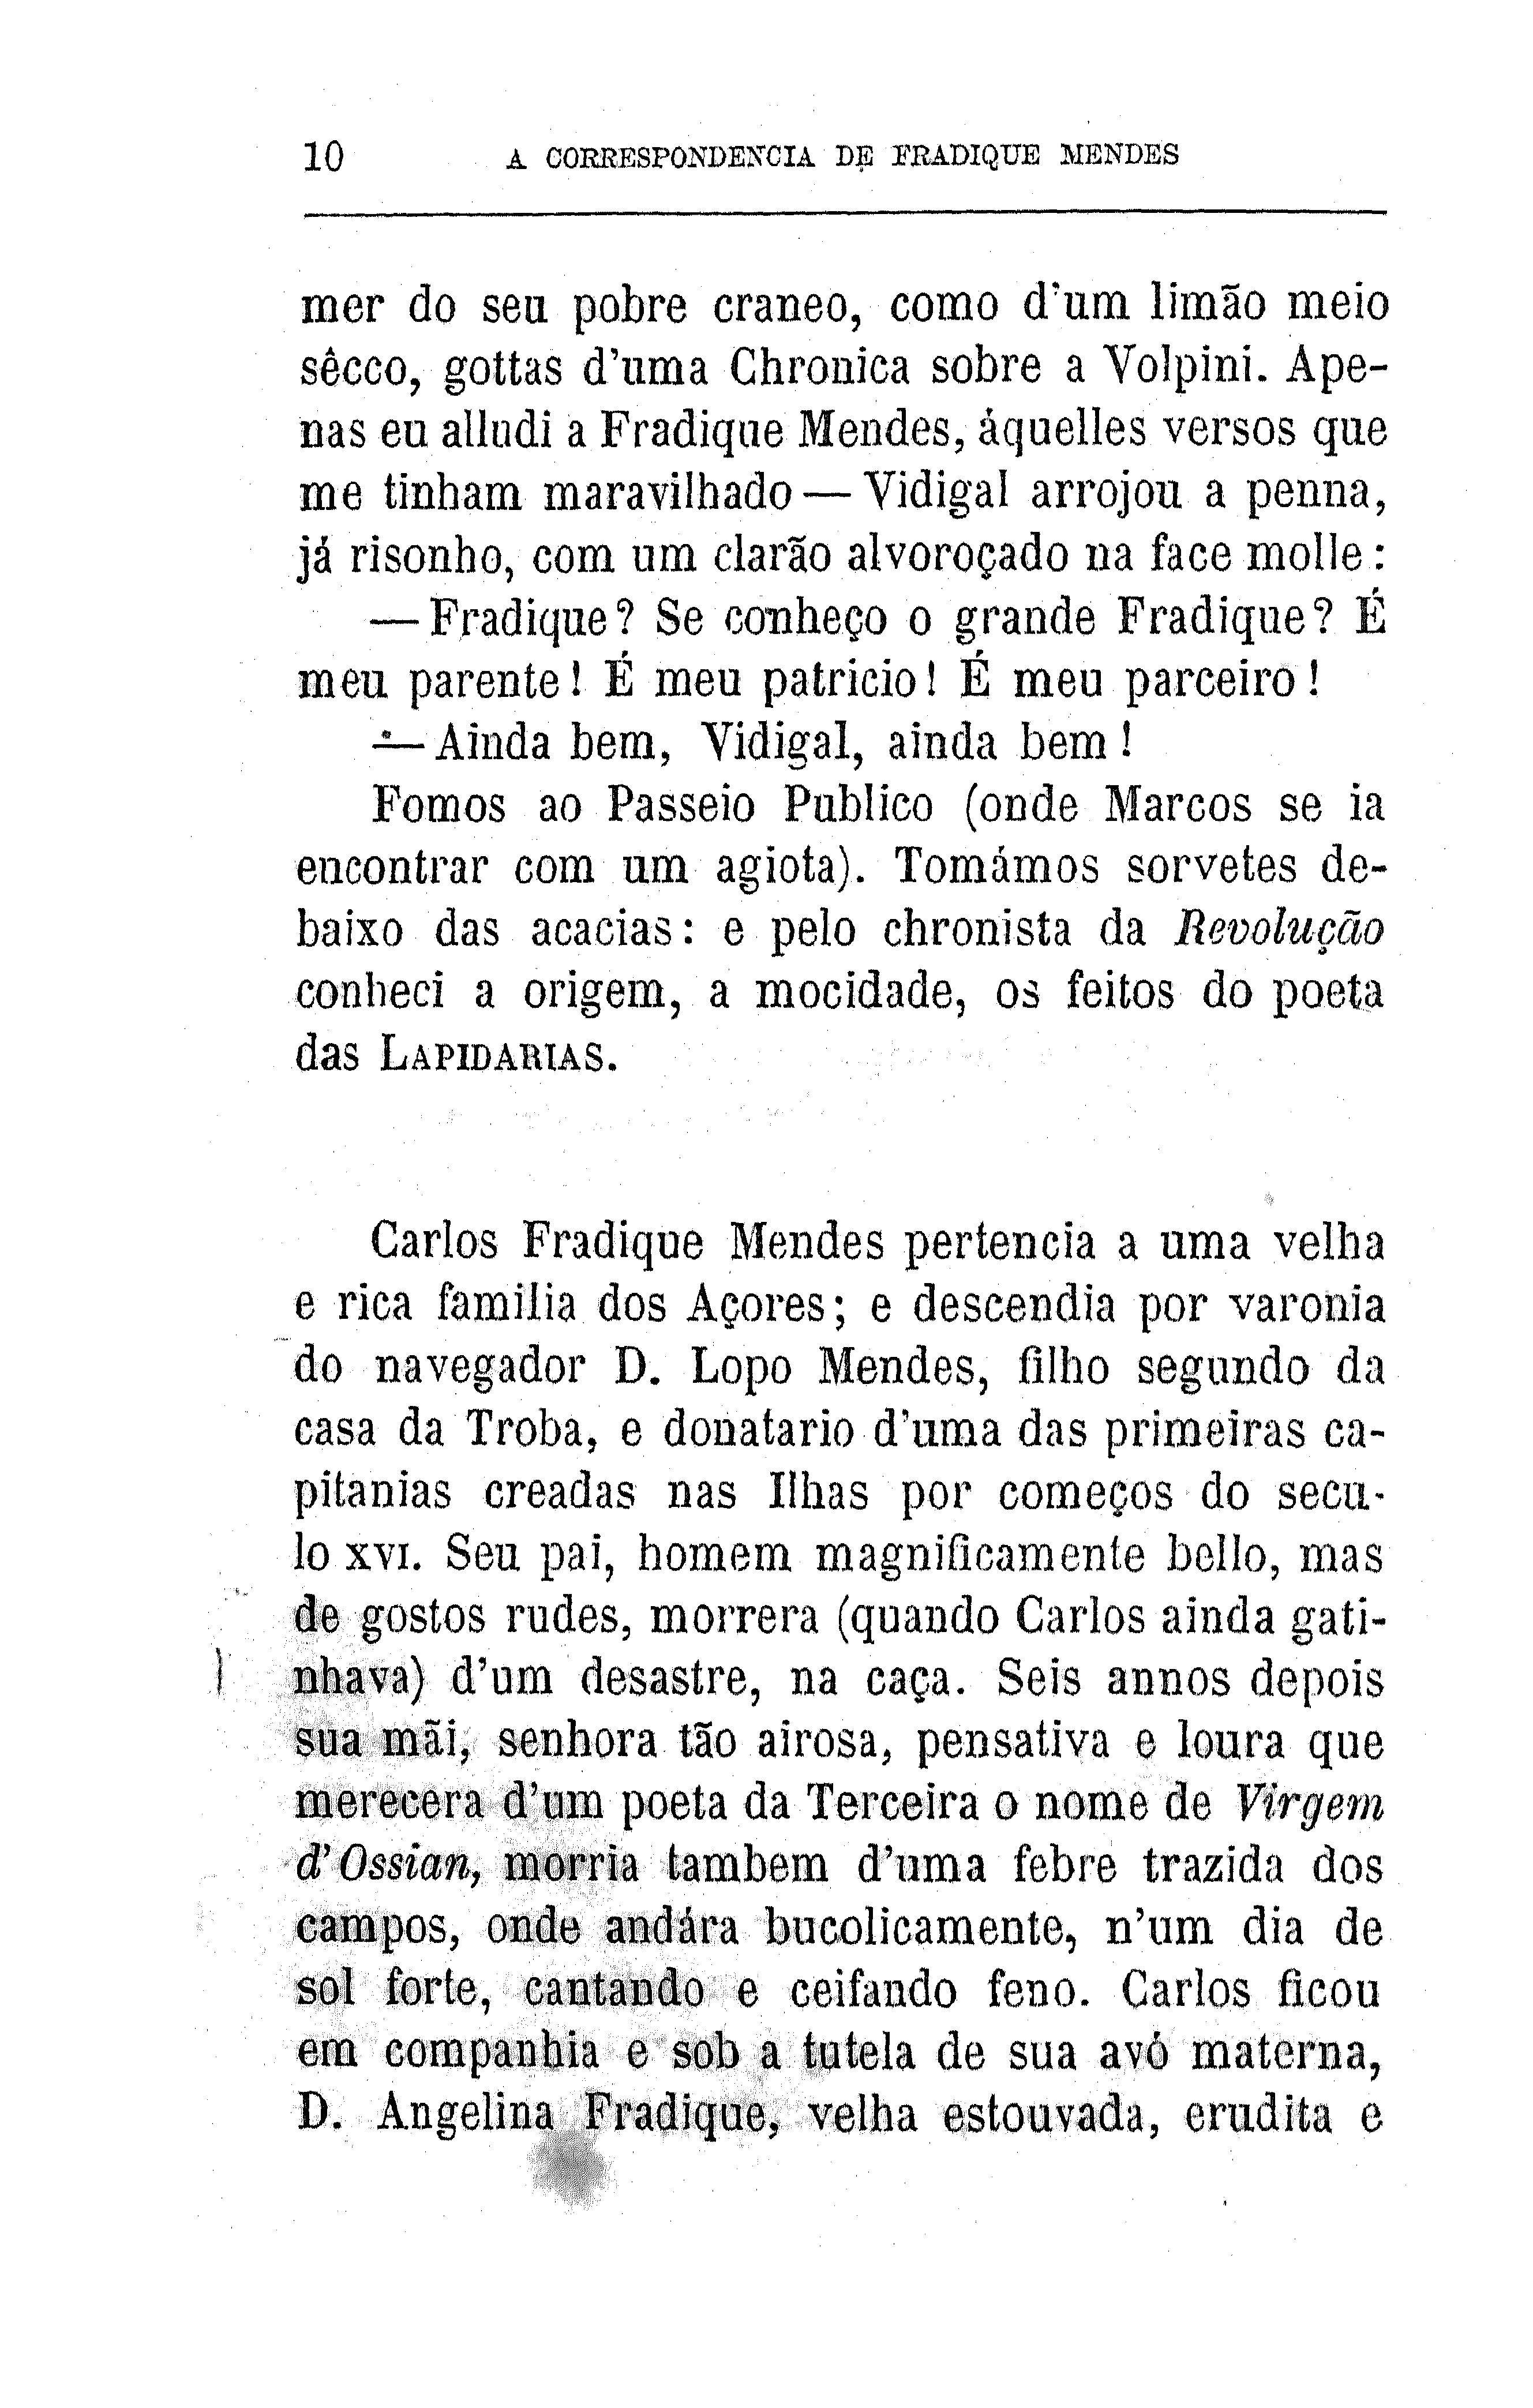 10 A CORRESPONDENCIA DE FRADIQUE MENDES
mer do seu pobre craneo, como d'um limão meio
sêcco, gottas d'uma Chronica sobre a Volpini. Ape-
nas eu alludi a Fradique Mendes, áquelles versos que
me tinham maravilhado — Vidigal arrojou a penna,
já risonho, com um clarão alvoroçado na face molle:
— Fradique? Se conheço o grande Fradique? É
meu parente! É meu patricio! É meu parceiro!
— Ainda bem, Vidigal, ainda bem!
Fomos ao Passeio Publico (onde Marcos se ia
encontrar com um agiota). Tomámos sorvetes de-
baixo das acacias: e pelo chronista da Revolução
conheci a origem, a mocidade, os feitos do poeta
das LAPIDARIAS.
Carlos Fradique Mendes pertencia a uma velha
e rica familia dos Açores; e descendia por varonia
do navegador D. Lopo Mendes, filho segundo da
casa da Troba, e donatario d'uma das primeiras ca-
pitanias creadas nas Ilhas por começos do secu-
lo XVI. Seu pai, homem magnificamente bello, mas
de gostos rudes, morrera (quando Carlos ainda gati-
nhava) d'um desastre, na caça. Seis annos depois
sua mãi, senhora tão airosa, pensativa e loura que
merecera d'um poeta da Terceira o nome de Virgem
d'Ossian, morria tambem d'uma febre trazida dos
campos, onde andára bucolicamente, n'um dia de
sol forte, cantando e ceifando feno. Carlos ficou
em companhia e sob a tutela de sua avó materna,
D. Angelina Fradique, velha estouvada, erudita e